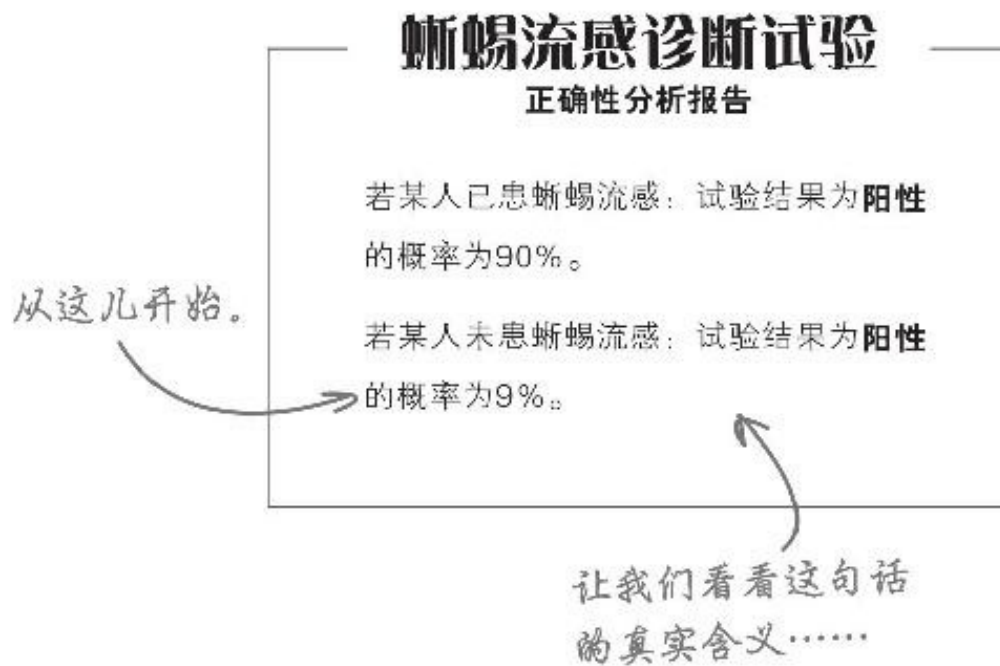 蜥蜴流感诊断试验
正确性分析报告
若某人已患蜥蜴流感：试验结果为阳性
的概率为90%。
从这儿开始。
若某人未患蜥蜴流感：试验结果为阳性
的概率为9%。
让我们看看这句话
的真实含义……